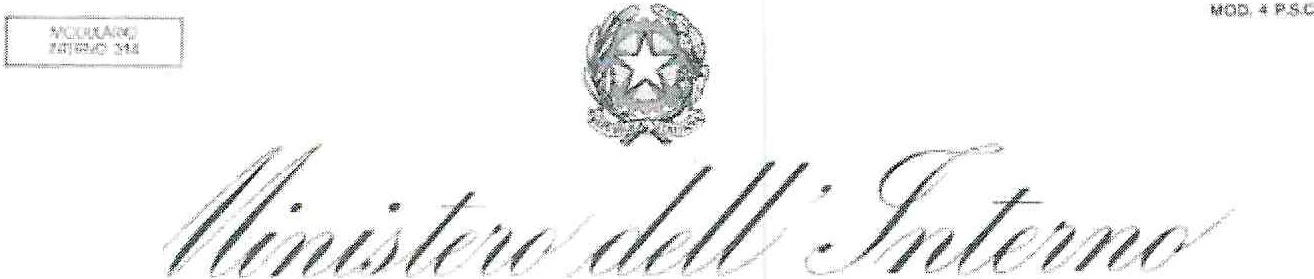 MODULARIO
INTERNO 314
MOD. 4 P.S.C
Ministero dell'Interno